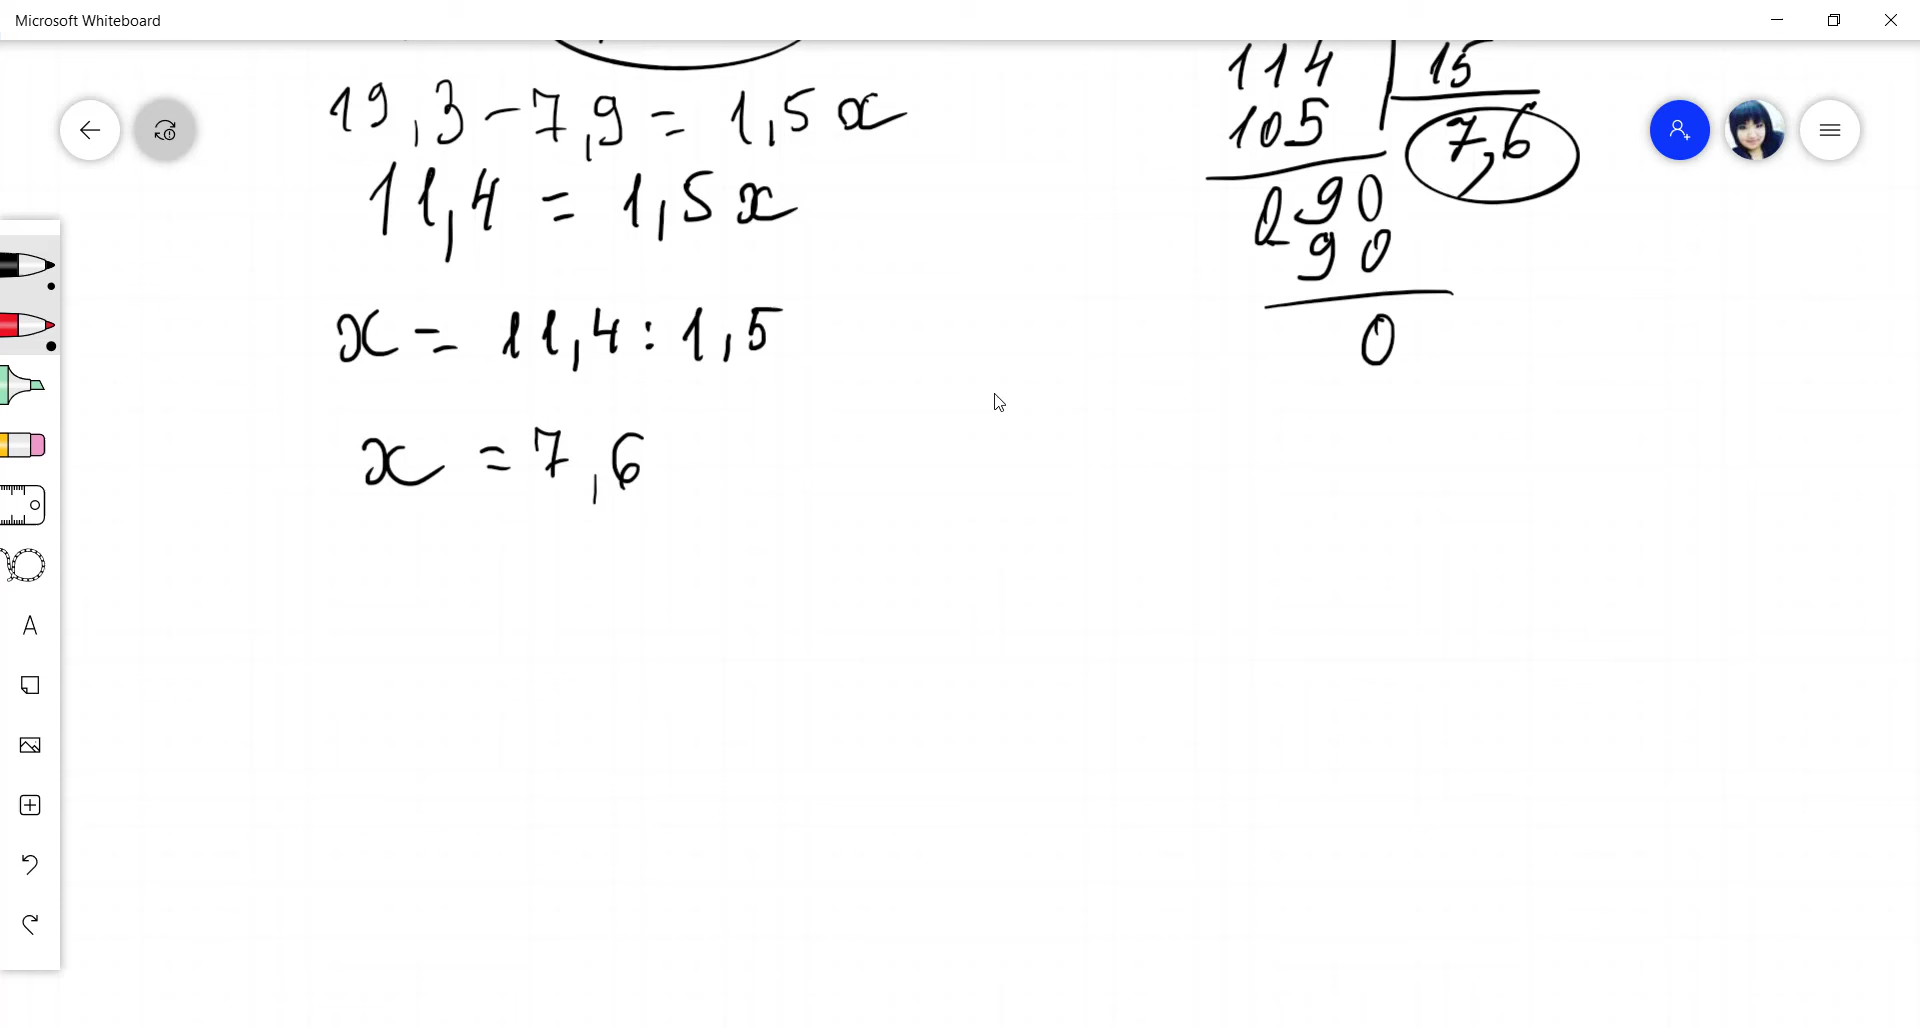 Microsoft Whiteboard
19,3-7,9=1,5x
11,4=1,5x
x=11,4:1,5
x=7,6
114 15
105 7,6
090
90
0
A